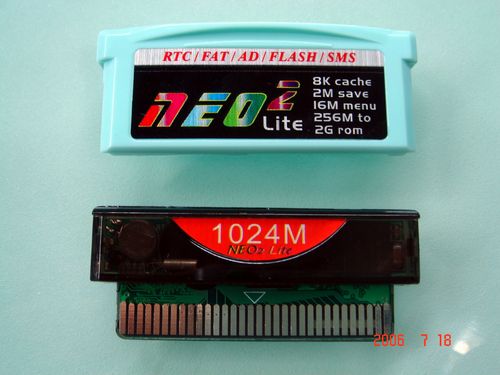 RTC / FAT / AD / FLASH / SMS
NEO2 Lite
8K cache
2M save
16M menu
256M to
2G rom
1024M
NEO2 Lite
2006 7 18